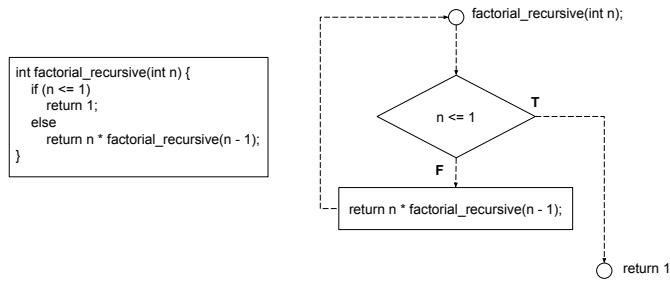 int factorial_recursive(int n) {
if (n <= 1)
return 1;
else
return n * factorial_recursive(n - 1);
}
factorial_recursive(int n);
n <= 1
T
F
return n * factorial_recursive(n - 1);
return 1